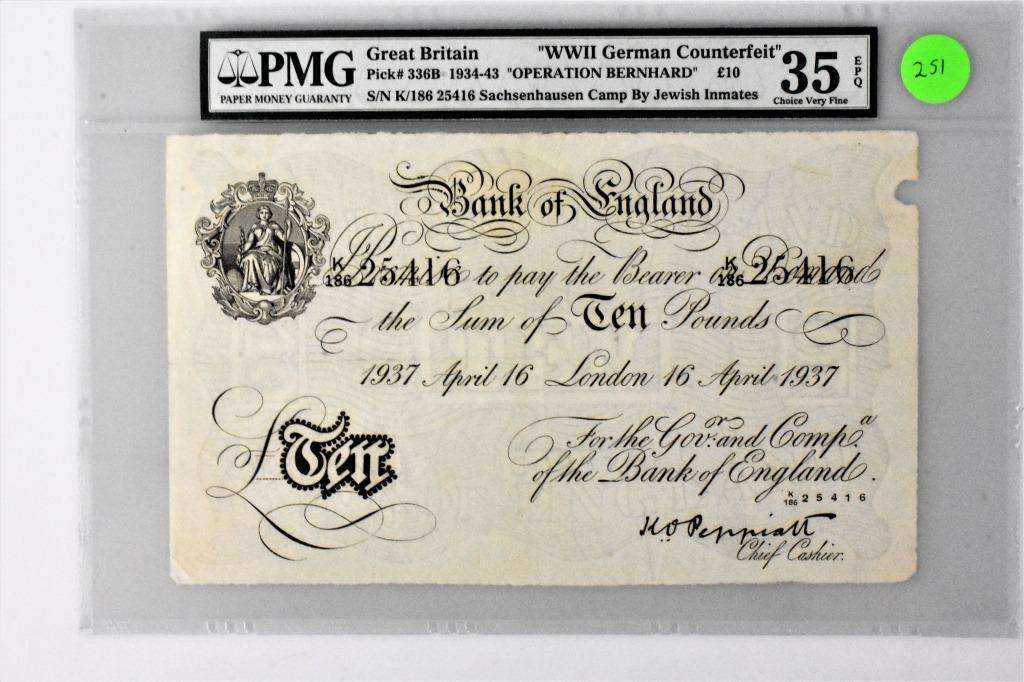 PMG
PAPER MONEY GUARANTY
Great Britain "WWII German Counterfeit"
Pick# 336B 1934-43 "OPERATION BERNHARD" £10
S/N K/186 25416 Sachsenhausen Camp By Jewish Inmates
35 EPQ
Choice Very Fine
251
Bank of England
K/186 25416 to pay the Bearer on Demand K/186 25416
the Sum of Ten Pounds
1937 April 16 London 16 April 1937
£ Ten
For the Govr. and Compa.
of the Bank of England.
K/186 25416
K.O Peppiatt
Chief Cashier.